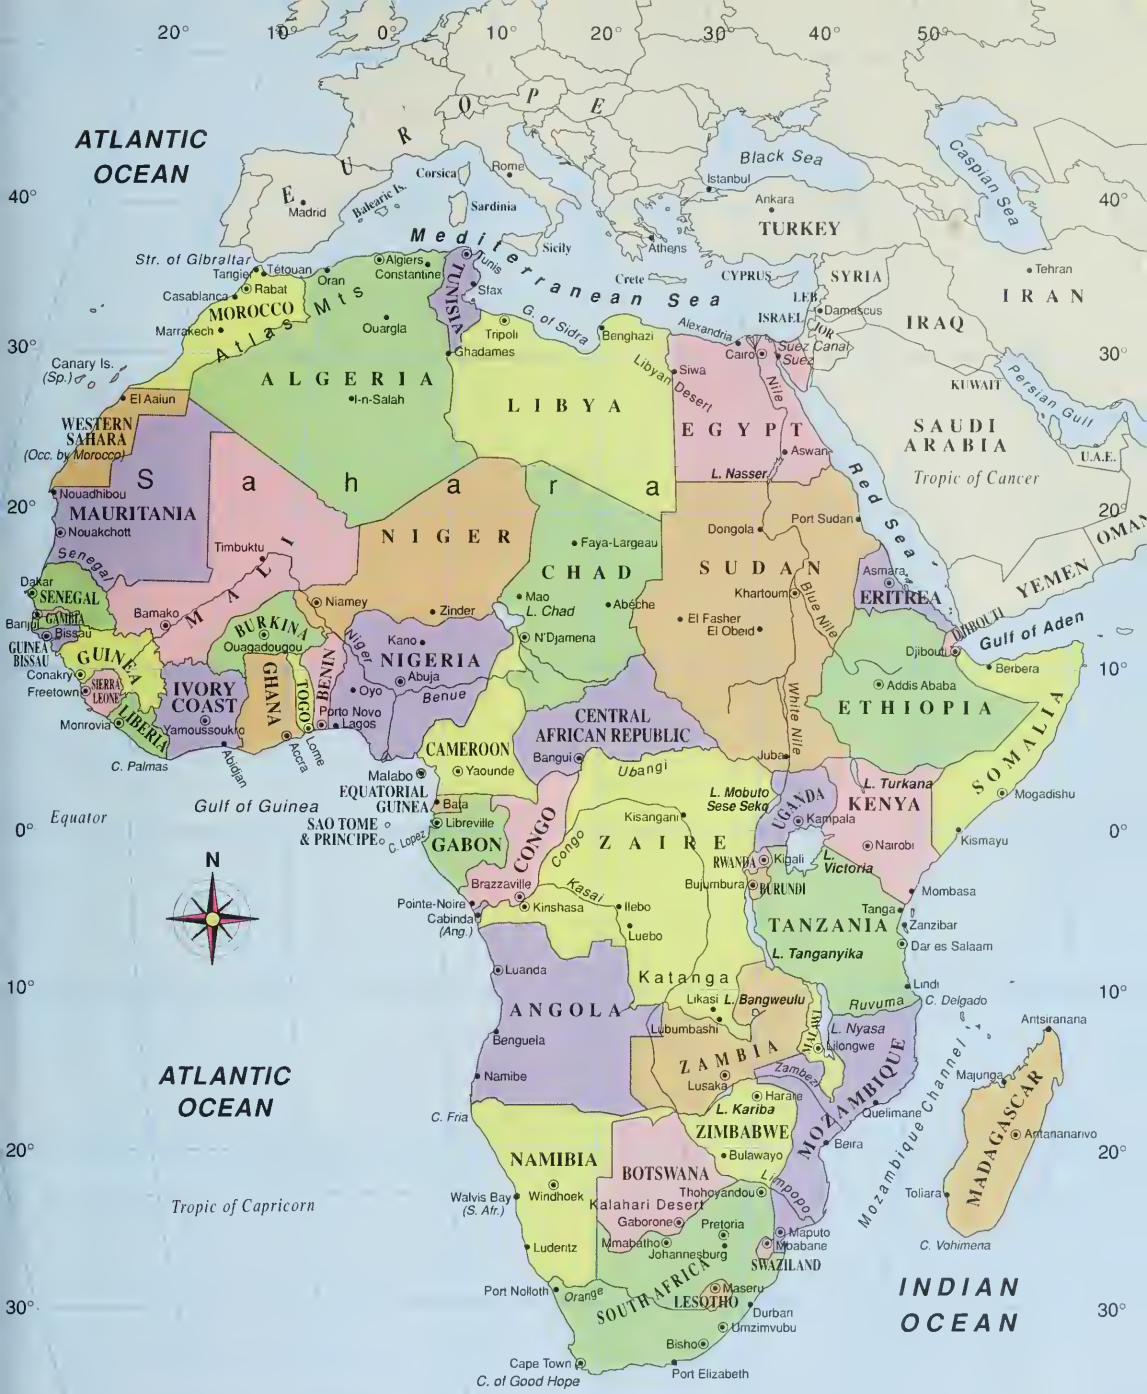 20° 10° 0° 10° 20° 30° 40° 50°
ATLANTIC
OCEAN
EUROPE
Black Sea
Caspian Sea
40°
40°
Madrid
Balearic Is.
Corsica
Rome
Sardinia
Istanbul
Ankara
TURKEY
Mediterranean Sea
Sicily
Athens
Crete
CYPRUS
SYRIA
Tehran
IRAN
LEB.
Damascus
ISRAEL
JOR
IRAQ
KUWAIT
Persian Gulf
SAUDI
ARABIA
U.A.E.
Tropic of Cancer
OMAN
YEMEN
Red Sea
Gulf of Aden
Str. of Gibraltar
Tangier
Tétouan
Oran
Algiers
Constantine
Tunis
TUNISIA
Sfax
Casablanca
Rabat
MOROCCO
Atlas Mts
Marrakech
Ouargla
Tripoli
G. of Sidra
Benghazi
Alexandria
Cairo
Suez Canal
Suez
30°
30°
Canary Is.
(Sp.)
Ghadames
ALGERIA
I-n-Salah
LIBYA
Libyan Desert
Siwa
Nile
EGYPT
Aswan
L. Nasser
El Aaiun
WESTERN
SAHARA
(Occ. by Morocco)
Sahara
20°
20°
Nouadhibou
MAURITANIA
Nouakchott
Senegal
Timbuktu
MALI
NIGER
Faya-Largeau
CHAD
Dongola
Port Sudan
SUDAN
Khartoum
Blue Nile
Asmara
ERITREA
DJIBOUTI
Djibouti
Dakar
SENEGAL
Banjul
GAMBIA
Bissau
GUINEA
BISSAU
Bamako
Niamey
Zinder
Mao
L. Chad
Abéche
El Fasher
El Obeid
N'Djamena
BURKINA
Ouagadougou
Niger
Kano
NIGERIA
Abuja
Benue
Oyo
GUINEA
Conakry
Freetown
SIERRA
LEONE
Monrovia
LIBERIA
C. Palmas
IVORY
COAST
Yamoussoukro
Abidjan
GHANA
Accra
TOGO
Lome
BENIN
Porto Novo
Lagos
10°
Berbera
Addis Ababa
ETHIOPIA
SOMALIA
White Nile
CENTRAL
AFRICAN REPUBLIC
Bangui
Ubangi
Juba
CAMEROON
Yaounde
Malabo
EQUATORIAL
GUINEA
Bata
Gulf of Guinea
SAO TOME
& PRINCIPE
C. Lopez
Libreville
GABON
CONGO
Congo
Equator
0°
0°
L. Mobuto
Sese Seko
UGANDA
Kampala
L. Turkana
KENYA
Nairobi
Mogadishu
Kismayu
Kisangani
ZAIRE
RWANDA
Kigali
L.
Victoria
Bujumbura
BURUNDI
Mombasa
N
Brazzaville
Kasai
Pointe-Noire
Cabinda
(Ang.)
Kinshasa
Ilebo
Luebo
TANZANIA
Tanga
Zanzibar
Dar es Salaam
L. Tanganyika
Lindi
Katanga
Luanda
ANGOLA
Benguela
Namibe
10°
10°
Likasi
L. Bangweulu
Lubumbashi
ZAMBIA
Lusaka
MALAWI
L. Nyasa
Lilongwe
Ruvuma
C. Delgado
Zambezi
MOZAMBIQUE
Quelimane
Beira
Mozambique Channel
Antsiranana
Majunga
MADAGASCAR
Antananarivo
Toliara
C. Vohimena
ATLANTIC
OCEAN
C. Fria
L. Kariba
Harare
ZIMBABWE
Bulawayo
20°
20°
NAMIBIA
Windhoek
Walvis Bay
(S. Afr.)
Luderitz
BOTSWANA
Kalahari Desert
Gaborone
Thohoyandou
Limpopo
Tropic of Capricorn
Pretoria
Mmabatho
Johannesburg
Maputo
Mbabane
SWAZILAND
INDIAN
OCEAN
30°
30°
Port Nolloth
Orange
SOUTH AFRICA
Maseru
LESOTHO
Durban
Umzimvubu
Bisho
Cape Town
C. of Good Hope
Port Elizabeth